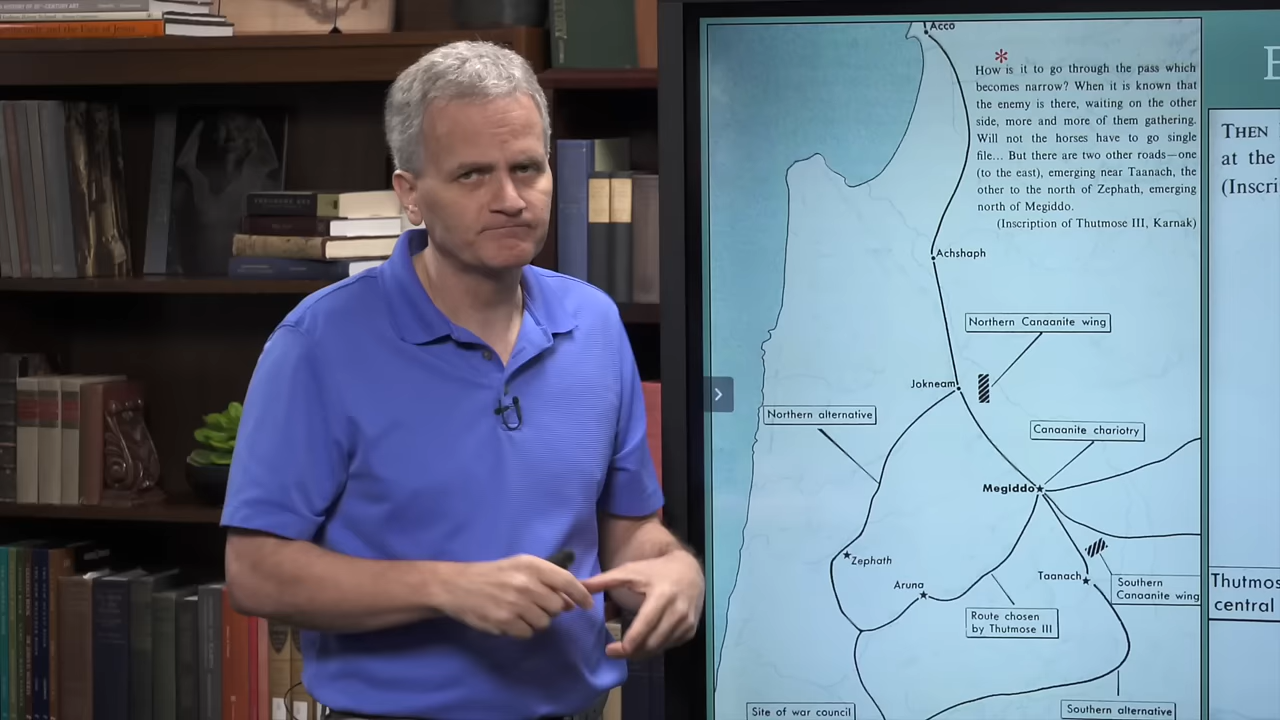 Acco
*
How is it to go through the pass which
becomes narrow? When it is known that
the enemy is there, waiting on the other
side, more and more of them gathering.
Will not the horses have to go single
file... But there are two other roads—one
(to the east), emerging near Taanach, the
other to the north of Zephath, emerging
north of Megiddo.
(Inscription of Thutmose III, Karnak)
Achshaph
Northern Canaanite wing
Jokneam
Northern alternative
Canaanite chariotry
Megiddo
Zephath
Aruna
Taanach
Southern
Canaanite wing
Route chosen
by Thutmose III
Site of war council
Southern alternative
THEN
at the
(Inscri
Thutmos
central